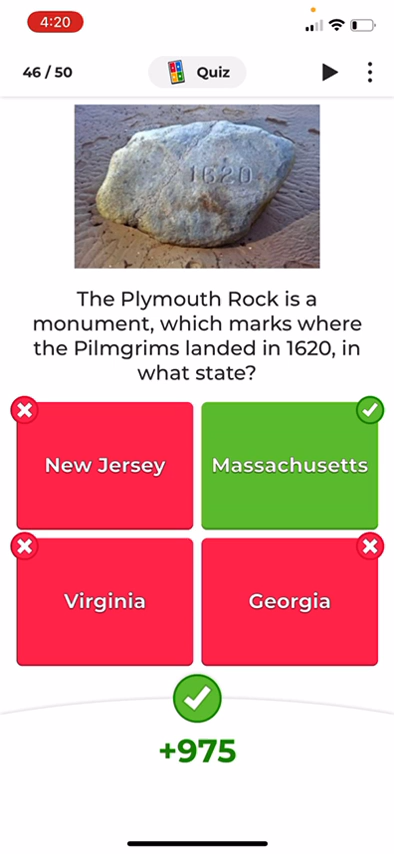 4:20
46 / 50
Quiz
1620
The Plymouth Rock is a
monument, which marks where
the Pilmgrims landed in 1620, in
what state?
New Jersey
Massachusetts
Virginia
Georgia
+975